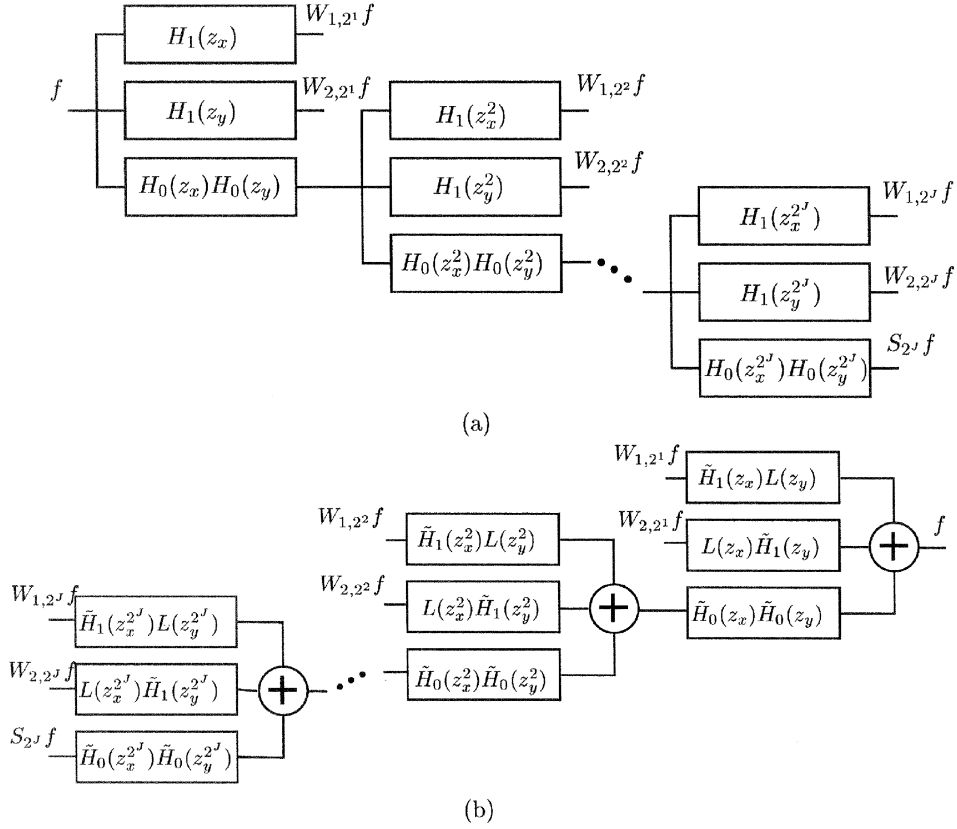 W_{1,2^1}f
H_1(z_x)
f
W_{2,2^1}f
H_1(z_y)
H_0(z_x)H_0(z_y)
W_{1,2^2}f
H_1(z_x^2)
W_{2,2^2}f
H_1(z_y^2)
H_0(z_x^2)H_0(z_y^2)
W_{1,2^J}f
H_1(z_x^{2^J})
W_{2,2^J}f
H_1(z_y^{2^J})
S_{2^J}f
H_0(z_x^{2^J})H_0(z_y^{2^J})
(a)
W_{1,2^J}f
H̃_1(z_x^{2^J})L(z_y^{2^J})
W_{2,2^J}f
L(z_x^{2^J})H̃_1(z_y^{2^J})
S_{2^J}f
H̃_0(z_x^{2^J})H̃_0(z_y^{2^J})
+
W_{1,2^2}f
H̃_1(z_x^2)L(z_y^2)
W_{2,2^2}f
L(z_x^2)H̃_1(z_y^2)
H̃_0(z_x^2)H̃_0(z_y^2)
+
W_{1,2^1}f
H̃_1(z_x)L(z_y)
W_{2,2^1}f
L(z_x)H̃_1(z_y)
H̃_0(z_x)H̃_0(z_y)
+
f
(b)